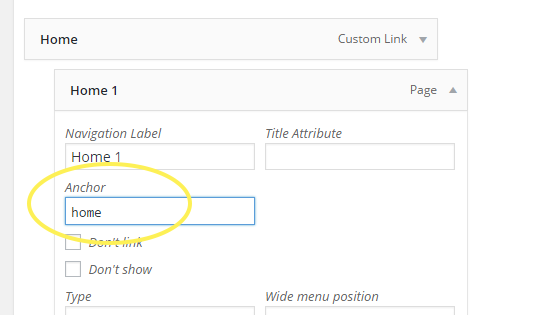 Home Custom Link
Home 1 Page
Navigation Label Title Attribute
Home 1
Anchor
home
Don't link
Don't show
Type Wide menu position